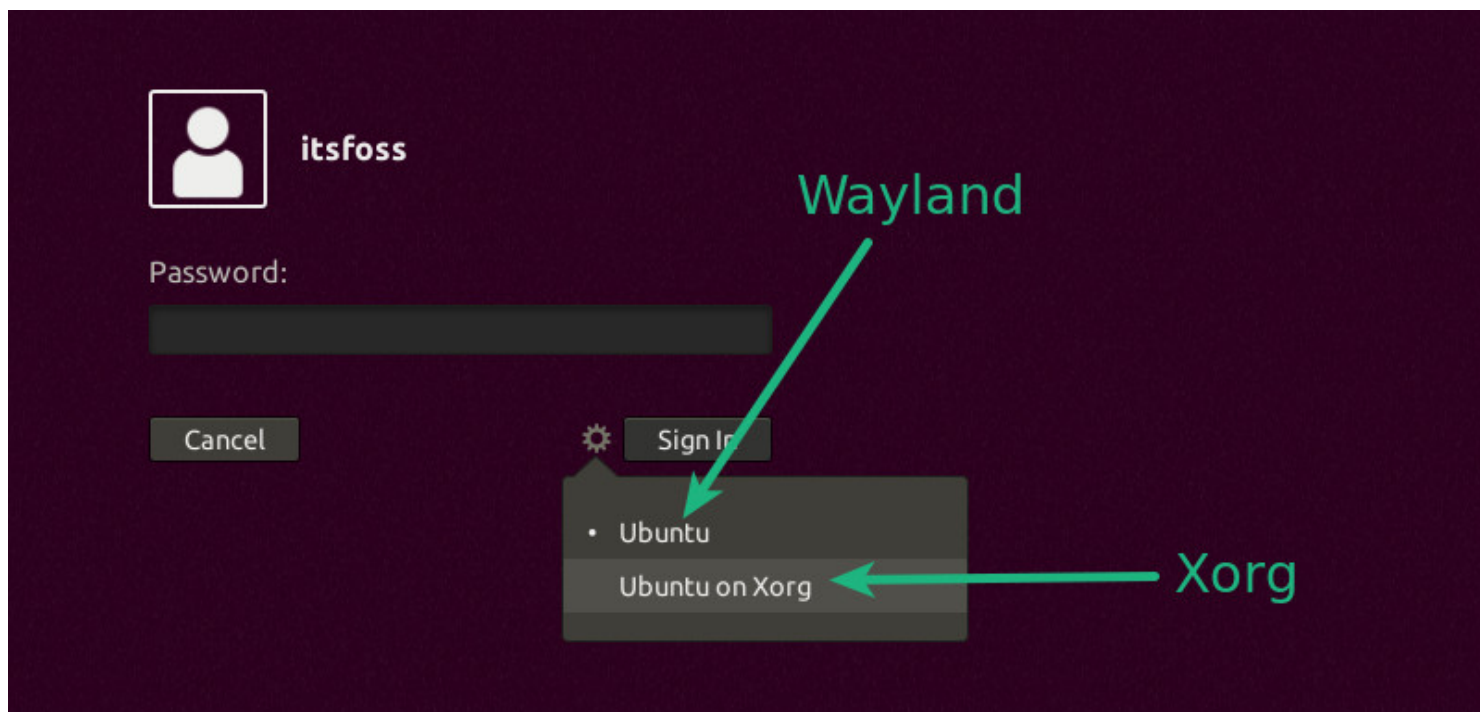 itsfoss
Wayland
Password:
Cancel
Sign In
• Ubuntu
Ubuntu on Xorg
Xorg